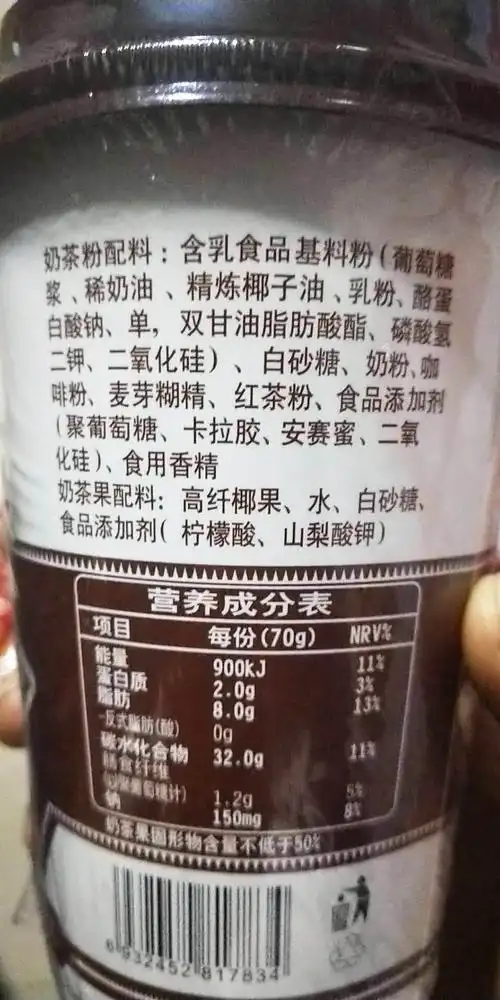 奶茶粉配料：含乳食品基料粉(葡萄糖
浆、稀奶油、精炼椰子油、乳粉、酪蛋
白酸钠、单，双甘油脂肪酸酯、磷酸氢
二钾、二氧化硅)、白砂糖、奶粉、咖
啡粉、麦芽糊精、红茶粉、食品添加剂
(聚葡萄糖、卡拉胶、安赛蜜、二氧
化硅)、食用香精
奶茶果配料：高纤椰果、水、白砂糖、
食品添加剂(柠檬酸、山梨酸钾)
营养成分表
项目 每份(70g) NRV%
能量 900kJ 11%
蛋白质 2.0g 3%
脂肪 8.0g 13%
-反式脂肪(酸) 0g
碳水化合物 32.0g 11%
膳食纤维
(以聚葡萄糖计) 1.2g 5%
钠 150mg 8%
奶茶果固形物含量不低于50%
6 932452 817834